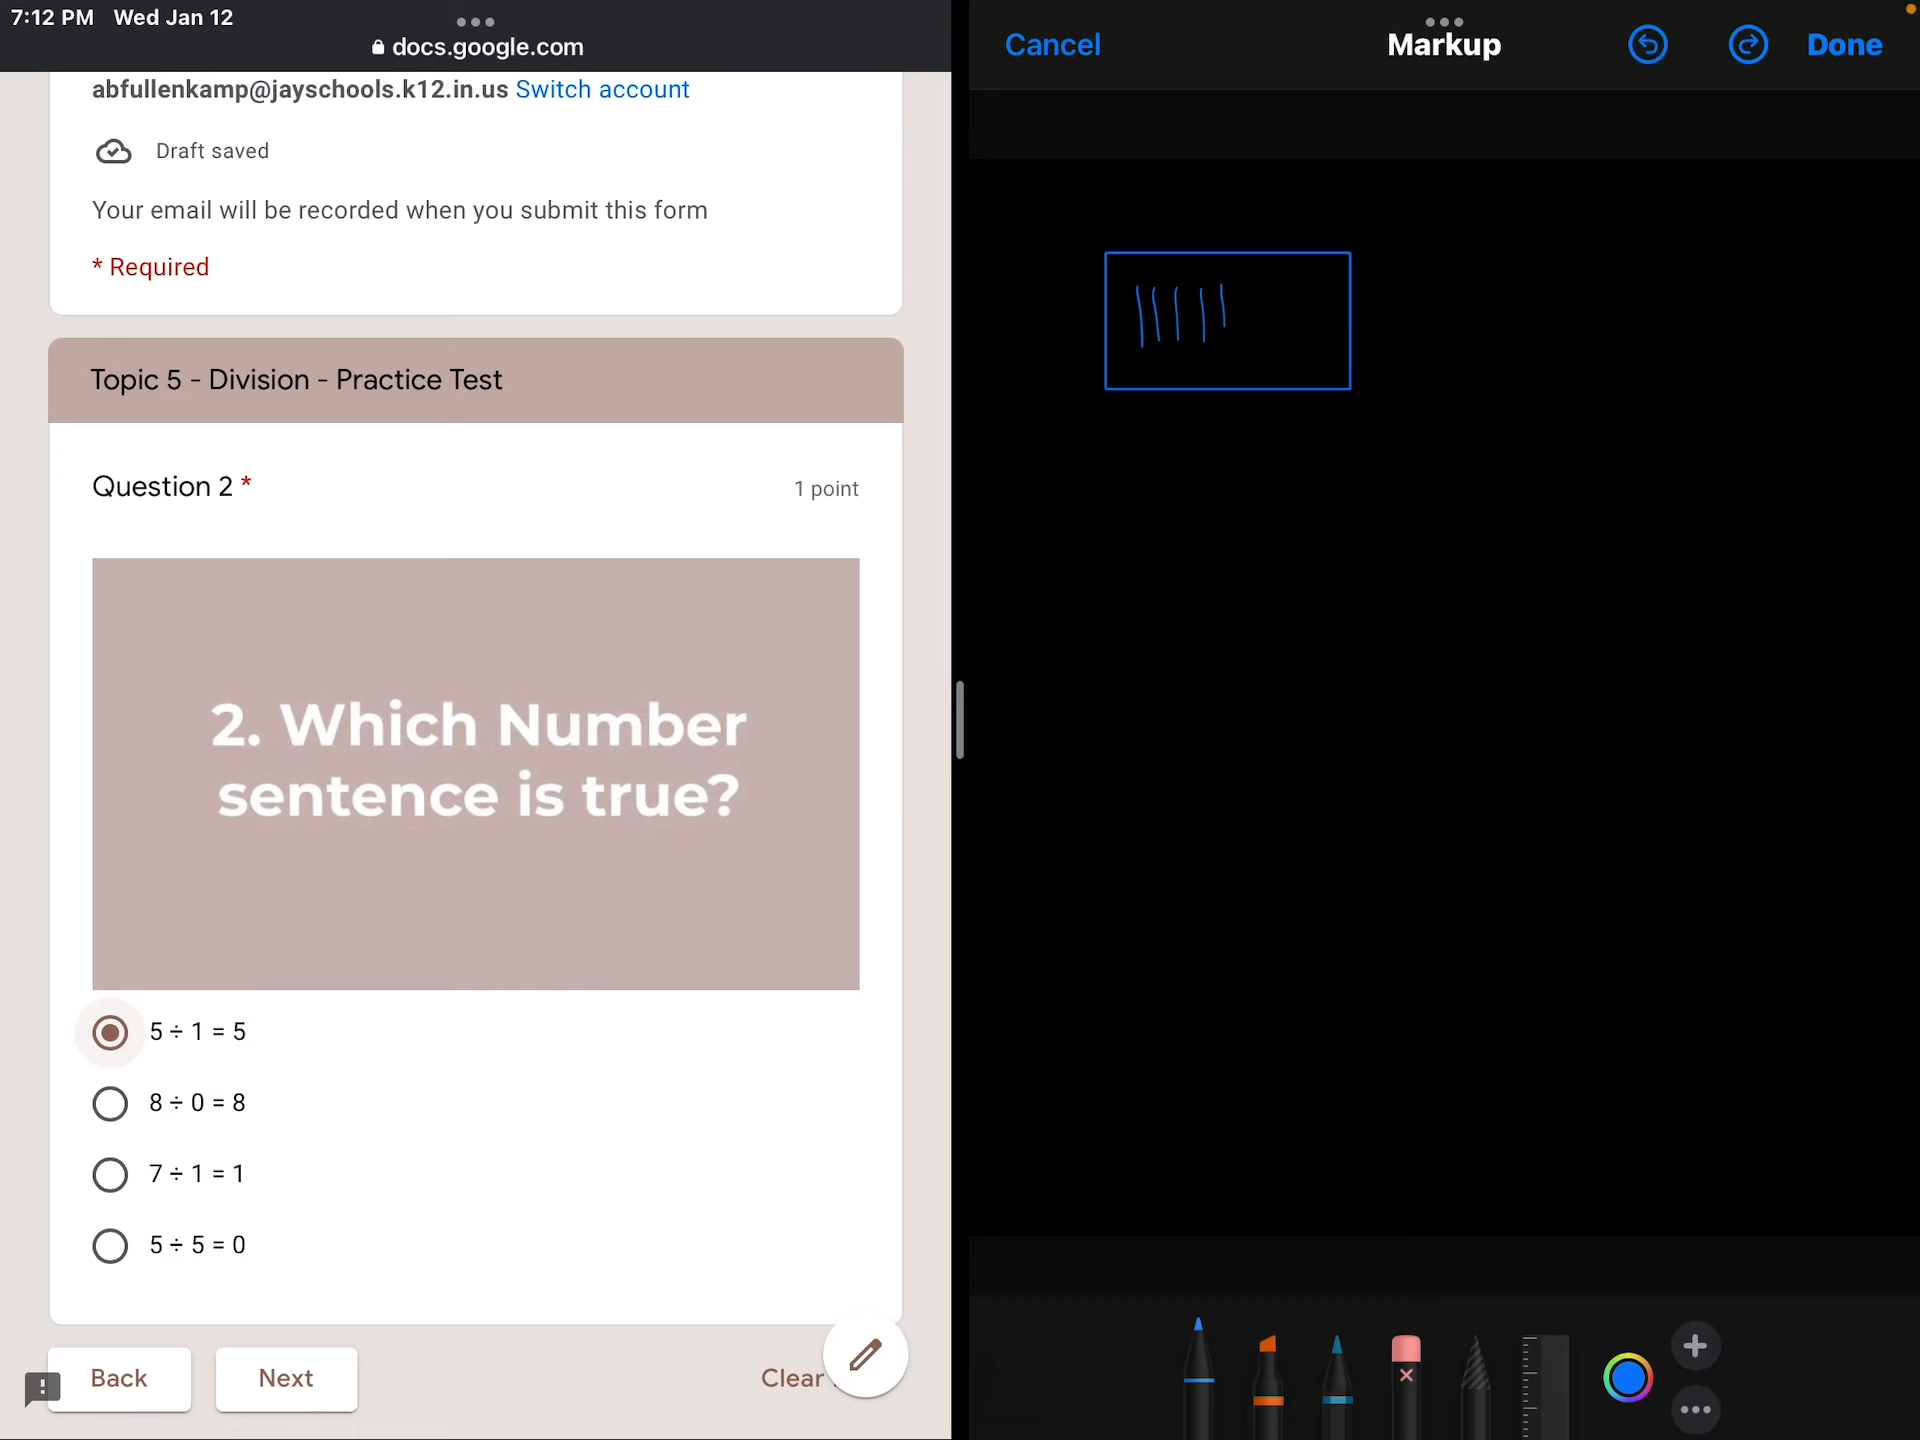 7:12 PM Wed Jan 12
docs.google.com
Cancel
Markup
Done
abfullenkamp@jayschools.k12.in.us Switch account
Draft saved
Your email will be recorded when you submit this form
* Required
Topic 5 - Division - Practice Test
Question 2 *
1 point
2. Which Number
sentence is true?
5 ÷ 1 = 5
8 ÷ 0 = 8
7 ÷ 1 = 1
5 ÷ 5 = 0
Back
Next
Clear